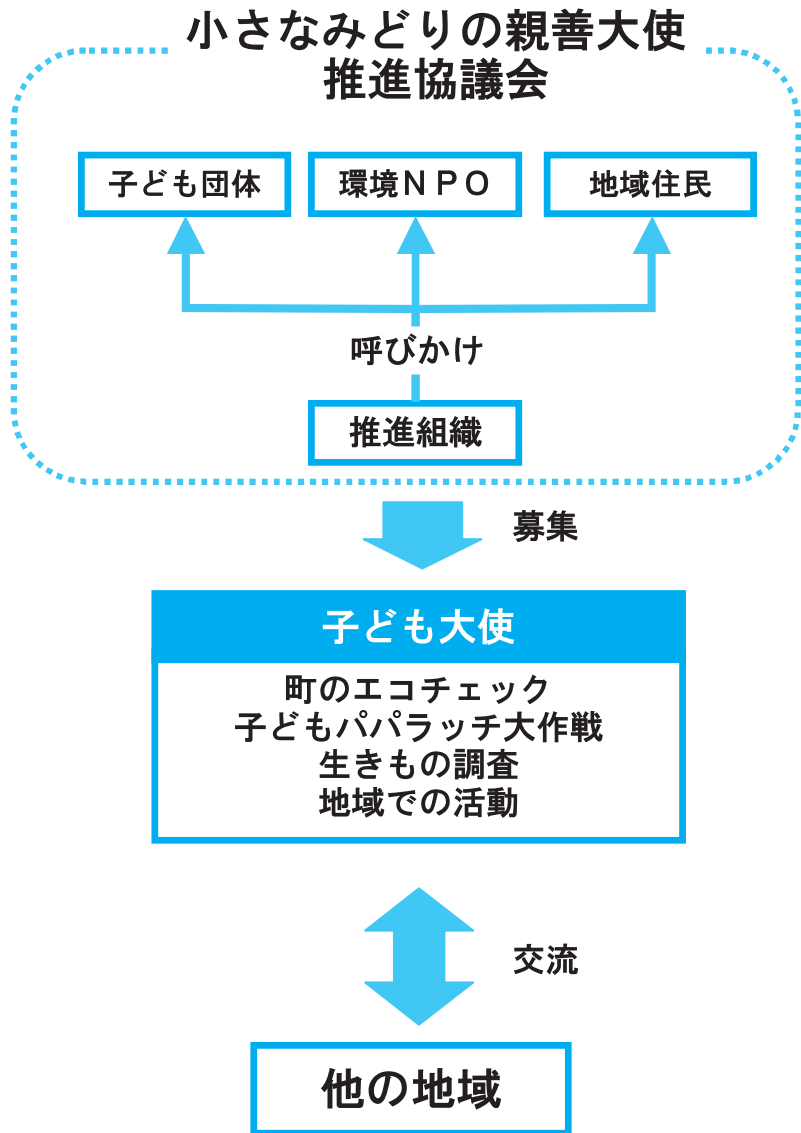 小さなみどりの親善大使
推進協議会
子ども団体
環境ＮＰＯ
地域住民
呼びかけ
推進組織
募集
子ども大使
町のエコチェック
子どもパパラッチ大作戦
生きもの調査
地域での活動
交流
他の地域